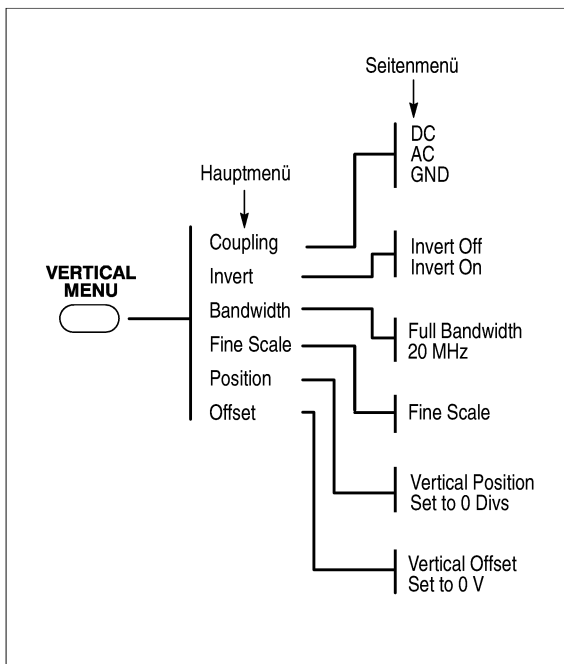 Seitenmenü
DC
AC
GND
Hauptmenü
Coupling
Invert
Bandwidth
Fine Scale
Position
Offset
VERTICAL
MENU
Invert Off
Invert On
Full Bandwidth
20 MHz
Fine Scale
Vertical Position
Set to 0 Divs
Vertical Offset
Set to 0 V